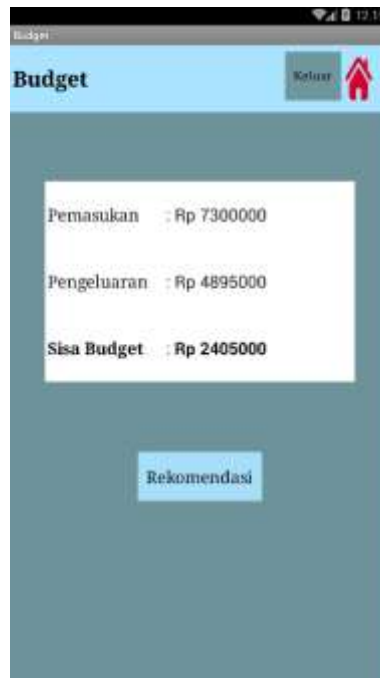 Budget
Budget Keluar
Pemasukan : Rp 7300000
Pengeluaran : Rp 4895000
Sisa Budget : Rp 2405000
Rekomendasi